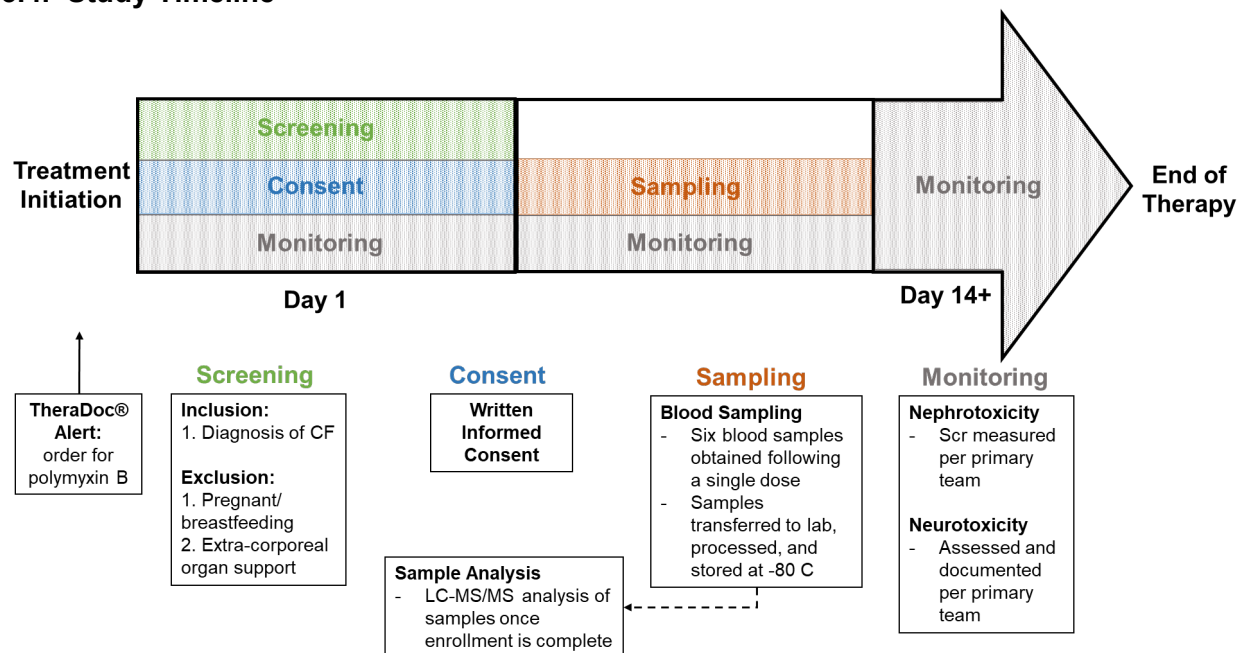 Study Timeline
Screening
Treatment
Initiation
Consent
Sampling
Monitoring
End of
Therapy
Monitoring
Monitoring
Day 1
Day 14+
Screening
Consent
Sampling
Monitoring
TheraDoc®
Alert:
order for
polymyxin B
Inclusion:
1. Diagnosis of CF
Exclusion:
1. Pregnant/
breastfeeding
2. Extra-corporeal
organ support
Written
Informed
Consent
Blood Sampling
- Six blood samples
obtained following
a single dose
- Samples
transferred to lab,
processed, and
stored at -80 C
Sample Analysis
- LC-MS/MS analysis of
samples once
enrollment is complete
Nephrotoxicity
- Scr measured
per primary
team
Neurotoxicity
- Assessed and
documented
per primary
team